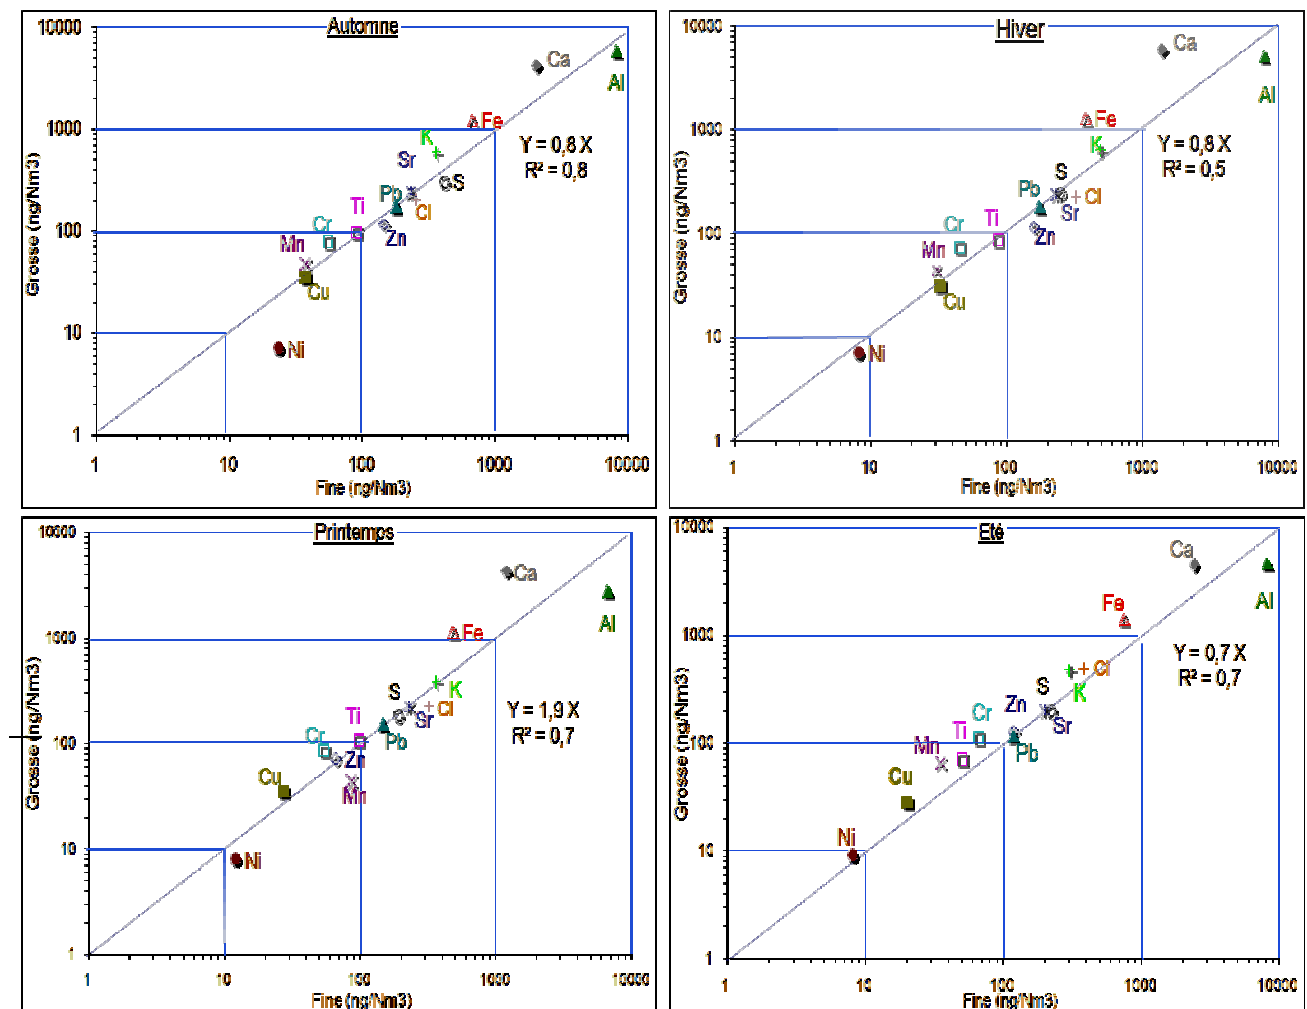 Automne
10000
1000
100
10
1
Grosse (ng/Nm3)
Ca
Al
Fe
K
Y = 0,8 X
R² = 0,8
Sr
S
Pb
Cl
Ti
Cr
Zn
Mn
Cu
Ni
1 10 100 1000 10000
Fine (ng/Nm3)
Hiver
10000
1000
100
10
1
Grosse (ng/Nm3)
Ca
Al
Fe
K
Y = 0,8 X
R² = 0,5
S
Pb
Cl
Sr
Ti
Cr
Zn
Mn
Cu
Ni
1 10 100 1000 10000
Fine (ng/Nm3)
Printemps
10000
1000
100
10
1
Grosse (ng/Nm3)
Ca
Al
Fe
K
S
Cl
Y = 1,9 X
R² = 0,7
Ti
Sr
Cr
Pb
Zn
Cu
Mn
Ni
1 10 100 1000 10000
Fine (ng/Nm3)
Eté
10000
1000
100
10
1
Grosse (ng/Nm3)
Ca
Al
Fe
Y = 0,7 X
R² = 0,7
Cl
K
S
Zn
Cr
Sr
Ti
Mn
Pb
Cu
Ni
1 10 100 1000 10000
Fine (ng/Nm3)